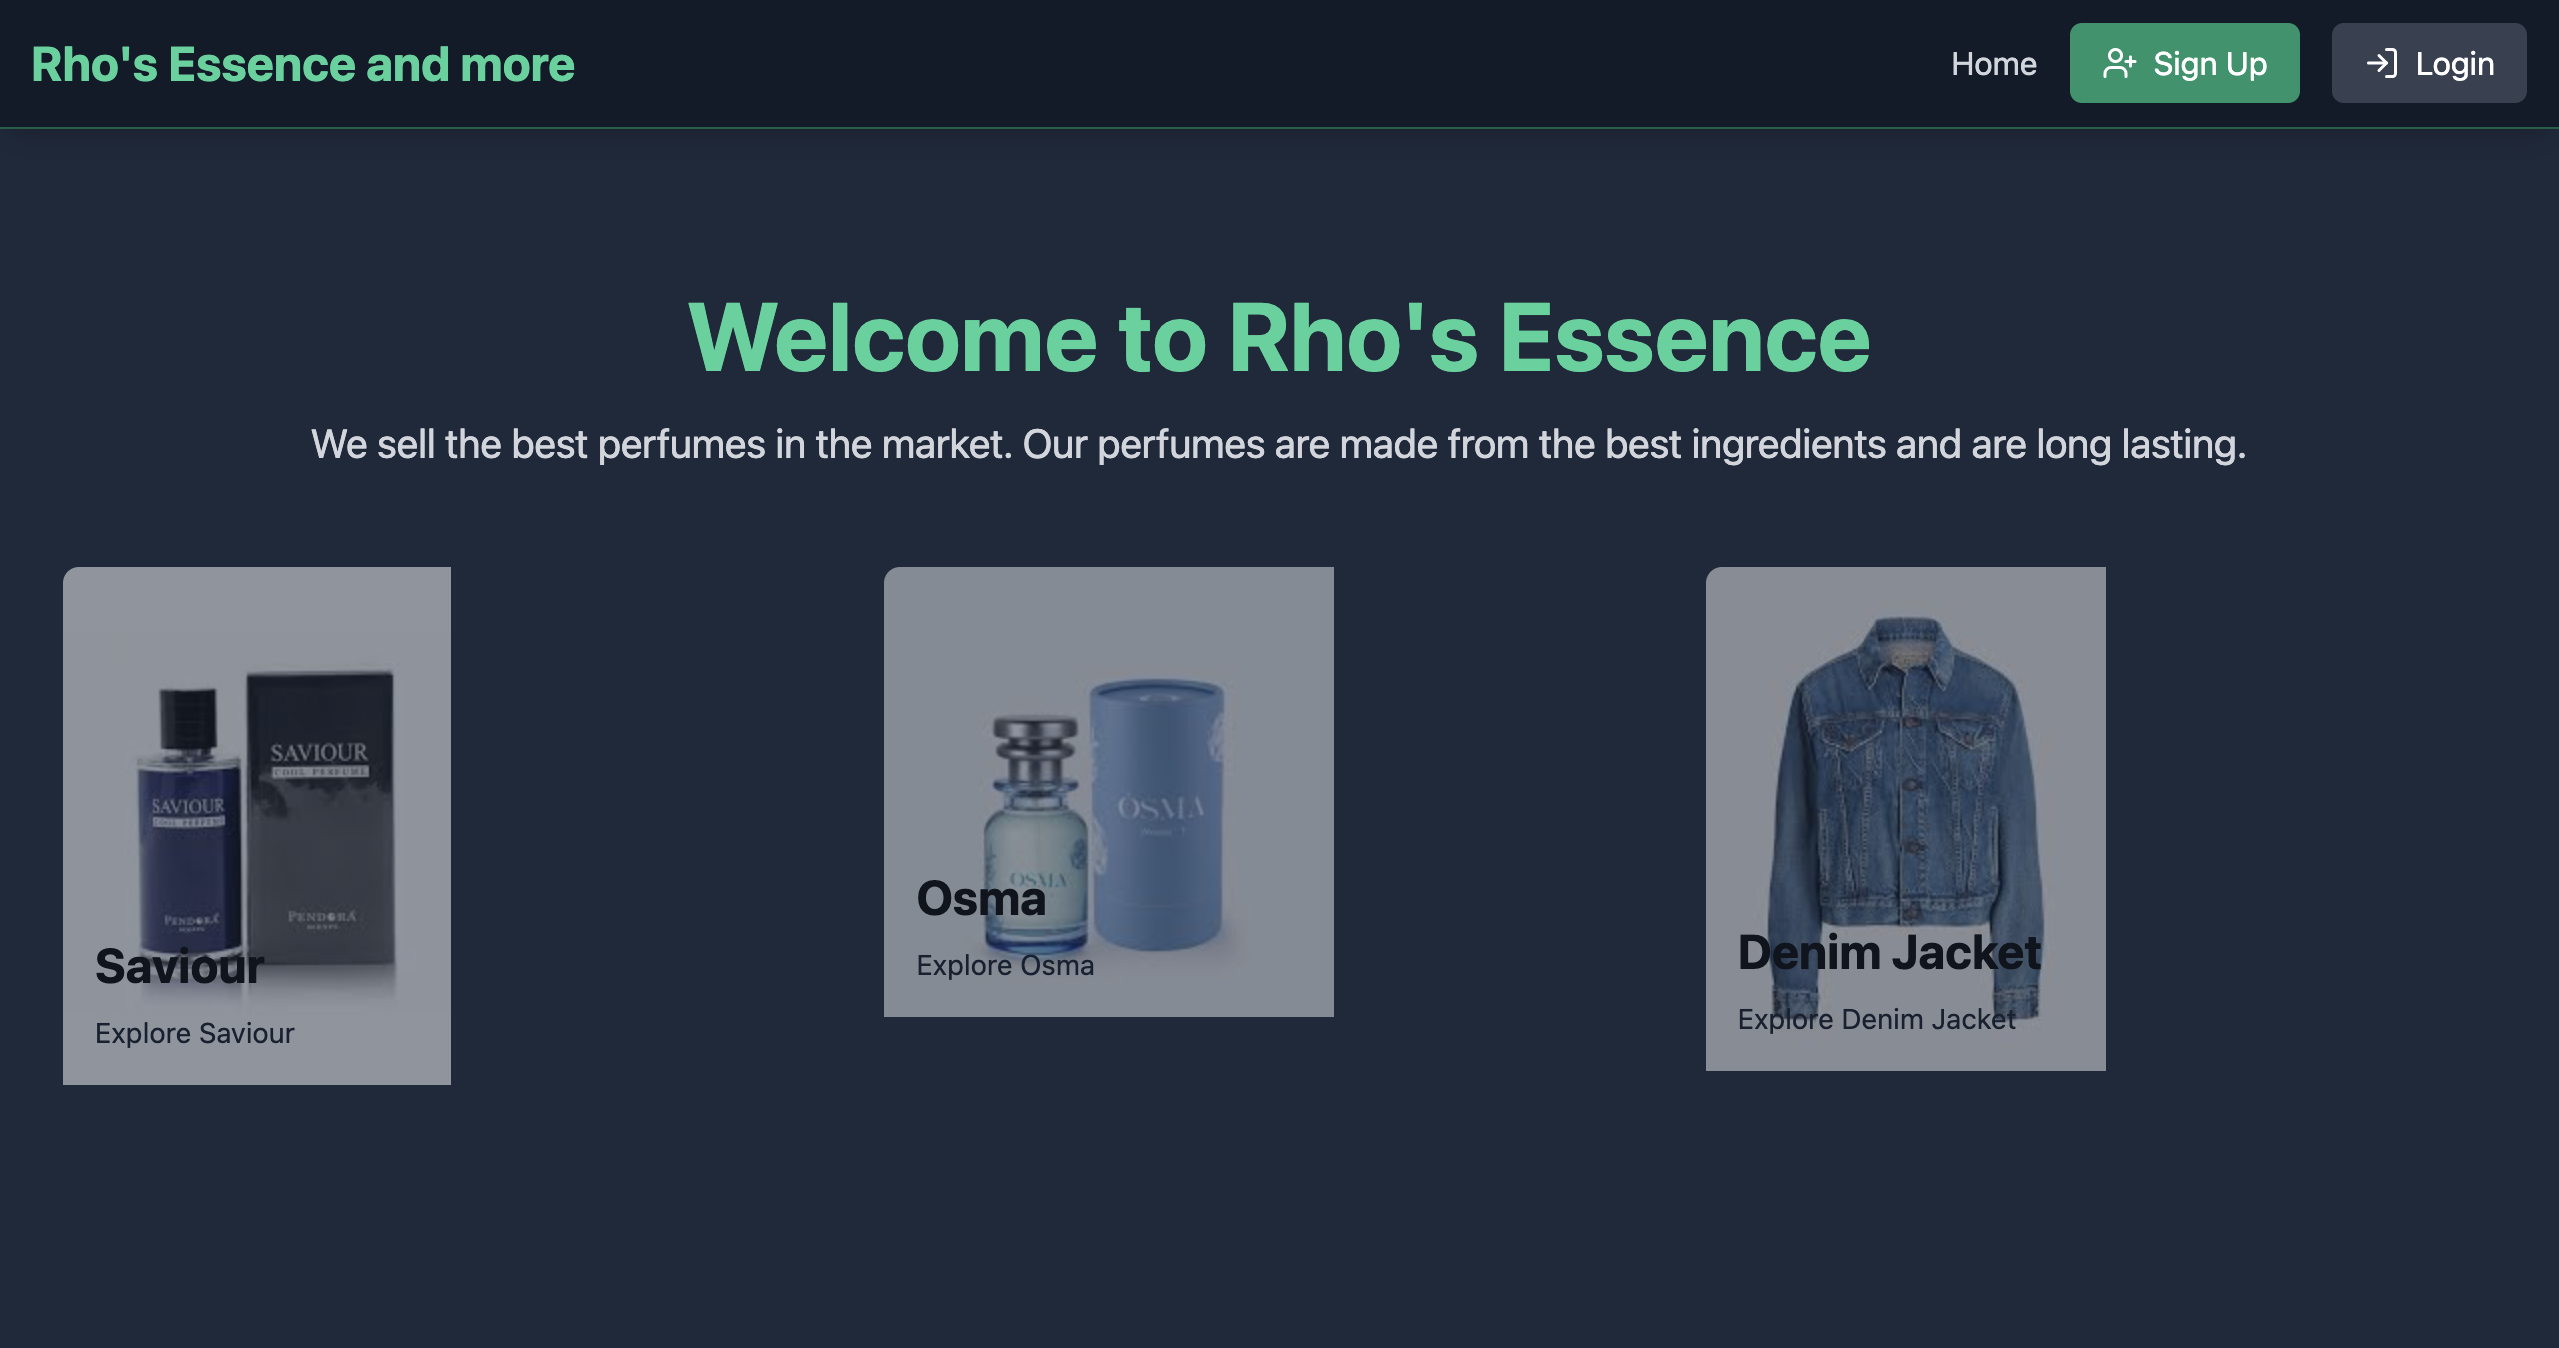 Rho's Essence and more
Home
Sign Up
Login
Welcome to Rho's Essence
We sell the best perfumes in the market. Our perfumes are made from the best ingredients and are long lasting.
SAVIOUR
COOL PERFUME
SAVIOUR
COOL PERFUME
PENDORA
PENDORA
Saviour
Explore Saviour
OSMA
OSMA
Osma
Explore Osma
Denim Jacket
Explore Denim Jacket